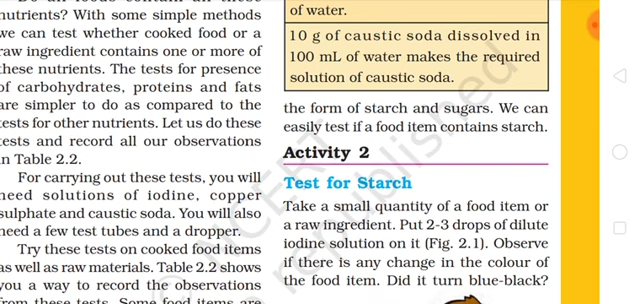 nutrients? With some simple methods
we can test whether cooked food or a
raw ingredient contains one or more of
these nutrients. The tests for presence
of carbohydrates, proteins and fats
are simpler to do as compared to the
tests for other nutrients. Let us do these
tests and record all our observations
in Table 2.2.
For carrying out these tests, you will
need solutions of iodine, copper
sulphate and caustic soda. You will also
need a few test tubes and a dropper.
Try these tests on cooked food items
as well as raw materials. Table 2.2 shows
you a way to record the observations
from these tests. Some food items are
of water.
10 g of caustic soda dissolved in
100 mL of water makes the required
solution of caustic soda.
the form of starch and sugars. We can
easily test if a food item contains starch.
Activity 2
Test for Starch
Take a small quantity of a food item or
a raw ingredient. Put 2-3 drops of dilute
iodine solution on it (Fig. 2.1). Observe
if there is any change in the colour of
the food item. Did it turn blue-black?
© NCERT
republished